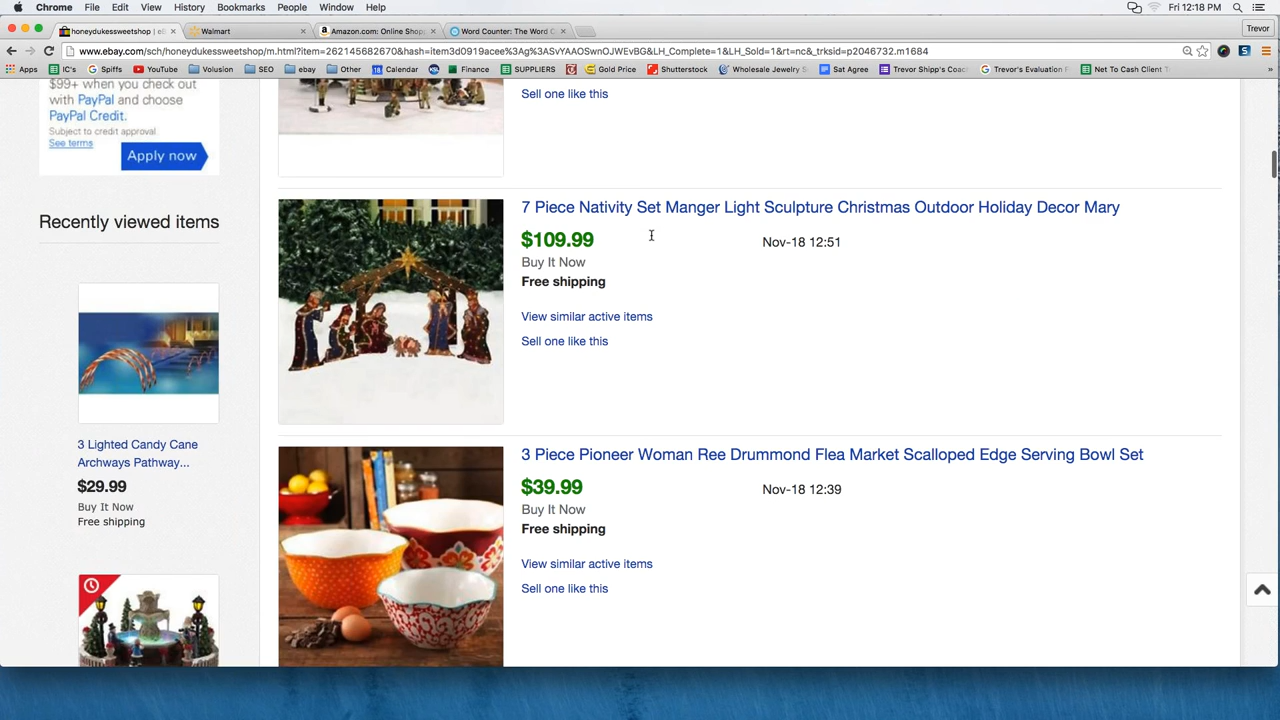 Chrome File Edit View History Bookmarks People Window Help Fri 12:18 PM
honeydukessweetshop | e Walmart Amazon.com: Online Shop Word Counter: The Word C Trevor
www.ebay.com/sch/honeydukessweetshop/m.html?item=262145682670&hash=item3d0919acee%3Ag%3ASvYAAOSwnOJWEvBG&LH_Complete=1&LH_Sold=1&rt=nc&_trksid=p2046732.m1684
Apps IC's Spiffs YouTube Volusion SEO ebay Other Calendar Finance SUPPLIERS Gold Price Shutterstock Wholesale Jewelry S Sat Agree Trevor Shipp's Coac Trevor's Evaluation F Net To Cash Client T »
$99+ when you check out
with PayPal and choose
PayPal Credit.
Subject to credit approval.
See terms
Apply now
Sell one like this
Recently viewed items
3 Lighted Candy Cane
Archways Pathway...
$29.99
Buy It Now
Free shipping
7 Piece Nativity Set Manger Light Sculpture Christmas Outdoor Holiday Decor Mary
$109.99 Nov-18 12:51
Buy It Now
Free shipping
View similar active items
Sell one like this
3 Piece Pioneer Woman Ree Drummond Flea Market Scalloped Edge Serving Bowl Set
$39.99 Nov-18 12:39
Buy It Now
Free shipping
View similar active items
Sell one like this